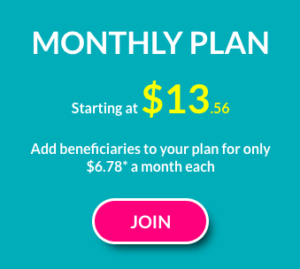 MONTHLY PLAN
Starting at $13.56
Add beneficiaries to your plan for only
$6.78* a month each
JOIN